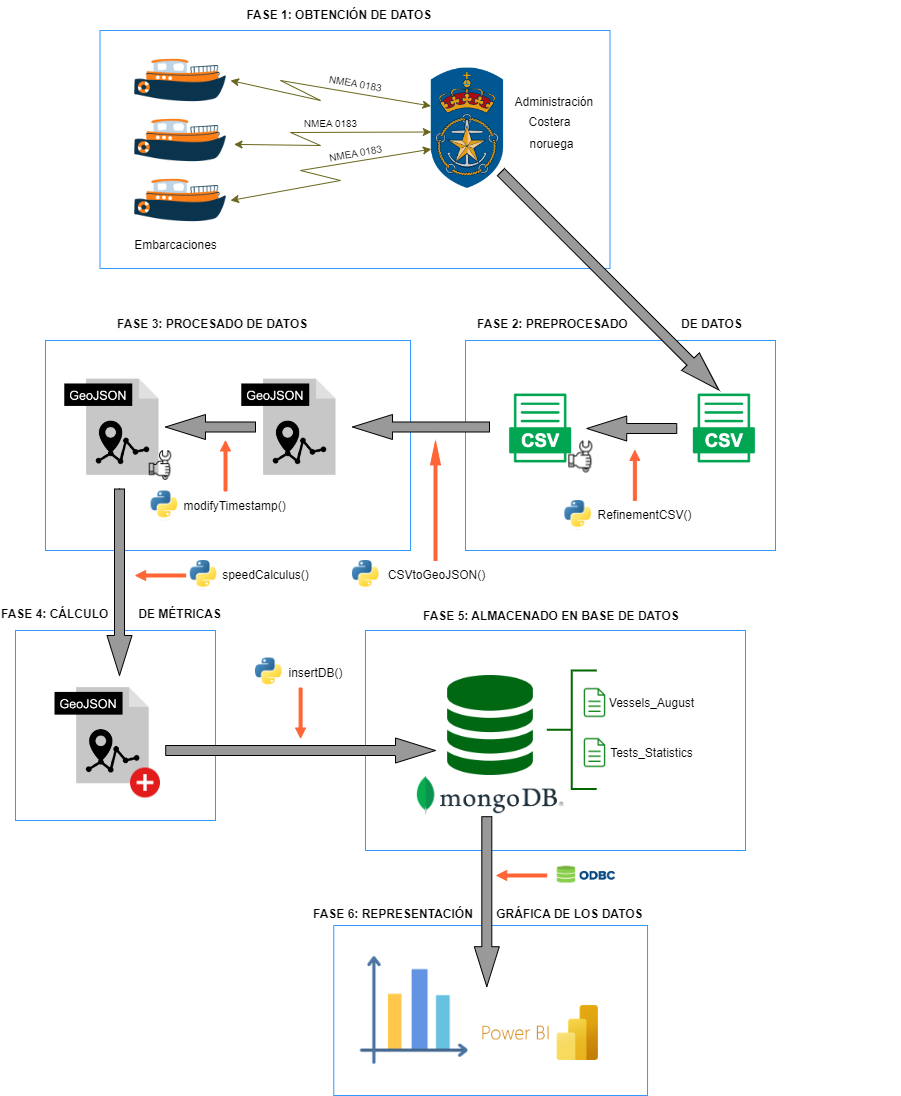 FASE 1: OBTENCIÓN DE DATOS
NMEA 0183
NMEA 0183
NMEA 0183
Administración
Costera
noruega
Embarcaciones
FASE 3: PROCESADO DE DATOS
FASE 2: PREPROCESADO DE DATOS
GeoJSON
GeoJSON
CSV
CSV
modifyTimestamp()
RefinementCSV()
speedCalculus()
CSVtoGeoJSON()
FASE 4: CÁLCULO DE MÉTRICAS
FASE 5: ALMACENADO EN BASE DE DATOS
insertDB()
GeoJSON
Vessels_August
Tests_Statistics
mongoDB®
ODBC
FASE 6: REPRESENTACIÓN GRÁFICA DE LOS DATOS
Power BI